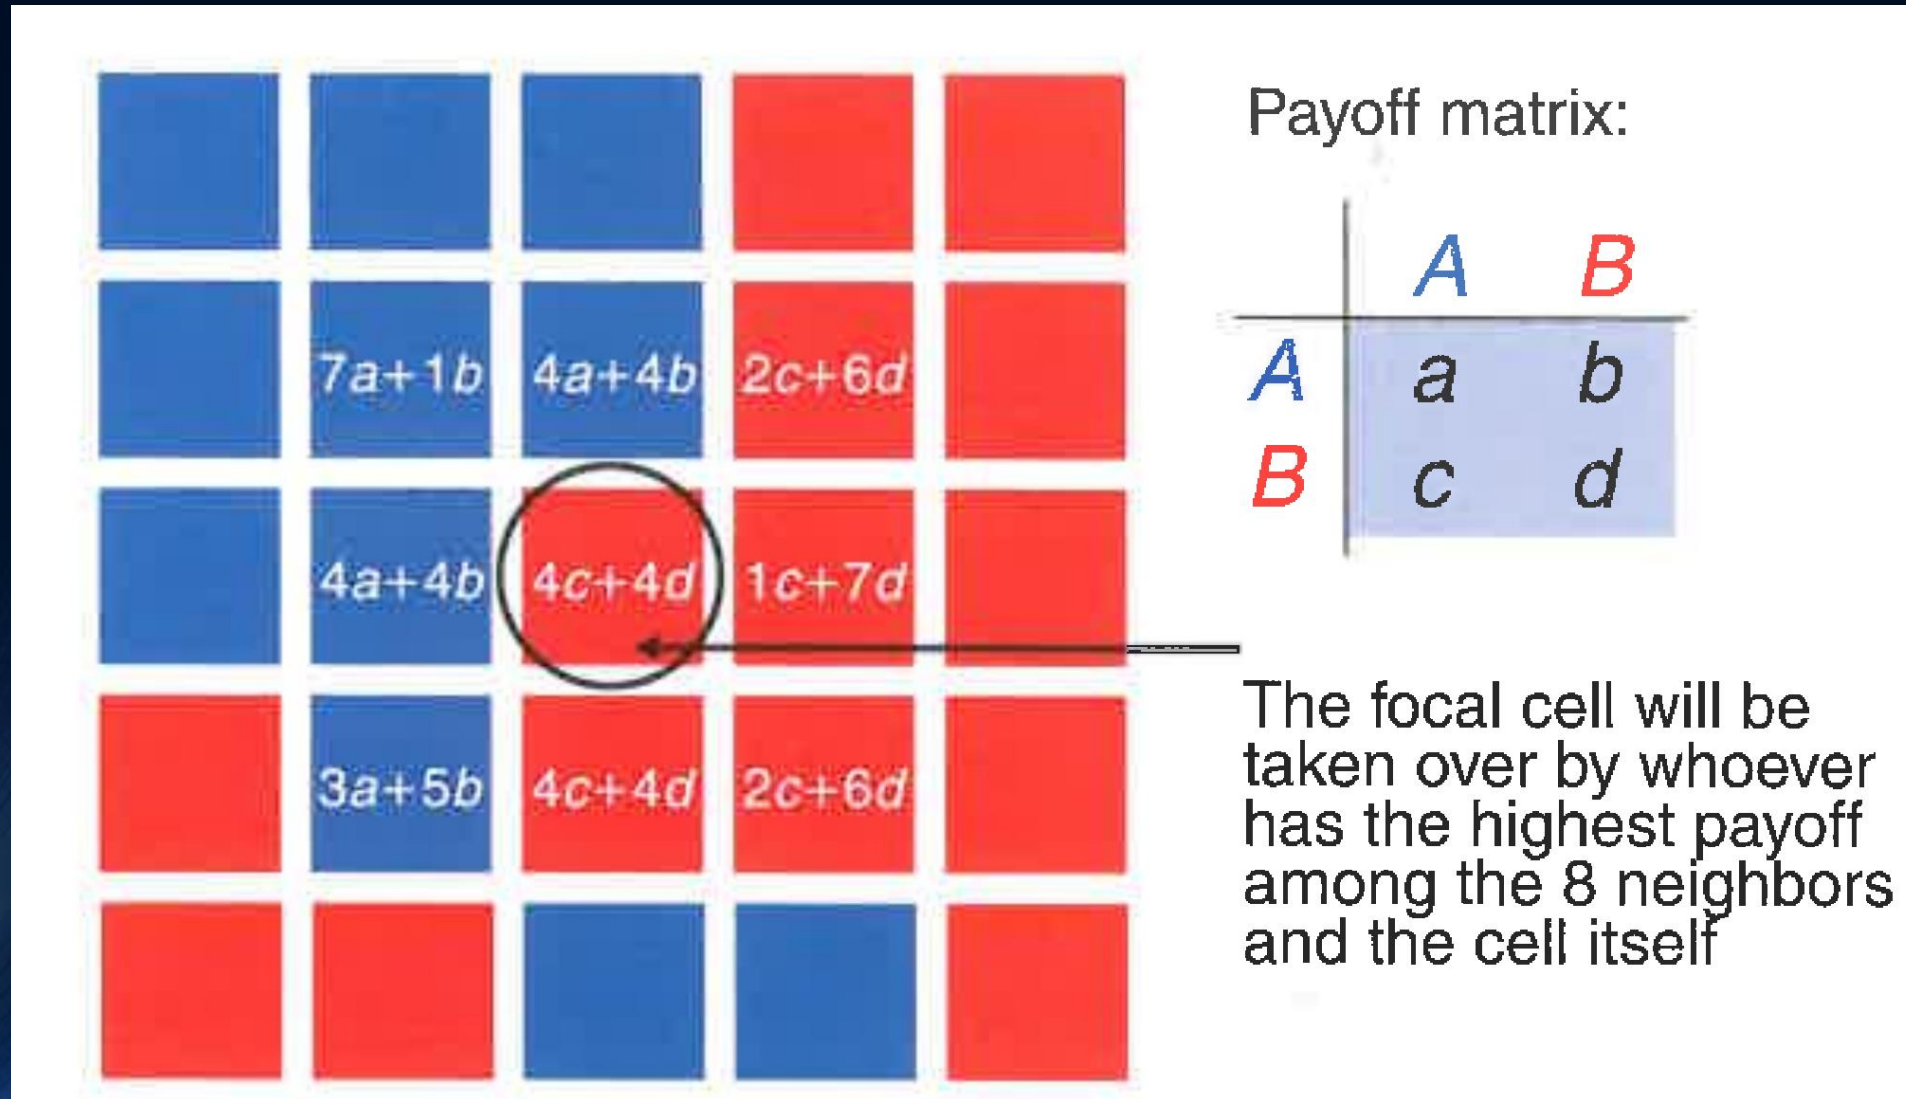 Payoff matrix:
A B
7a+1b 4a+4b 2c+6d
A a b
B c d
4a+4b 4c+4d 1c+7d
The focal cell will be
taken over by whoever
3a+5b 4c+4d 2c+6d
has the highest payoff
among the 8 neighbors
and the cell itself